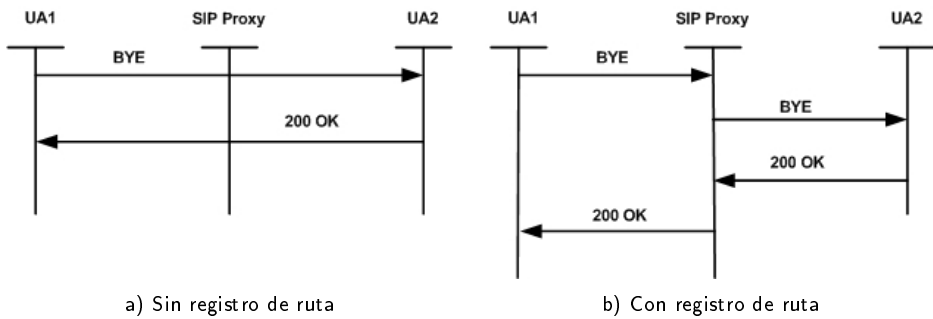 UA1 SIP Proxy UA2
BYE
200 OK
a) Sin registro de ruta
UA1 SIP Proxy UA2
BYE
BYE
200 OK
200 OK
b) Con registro de ruta